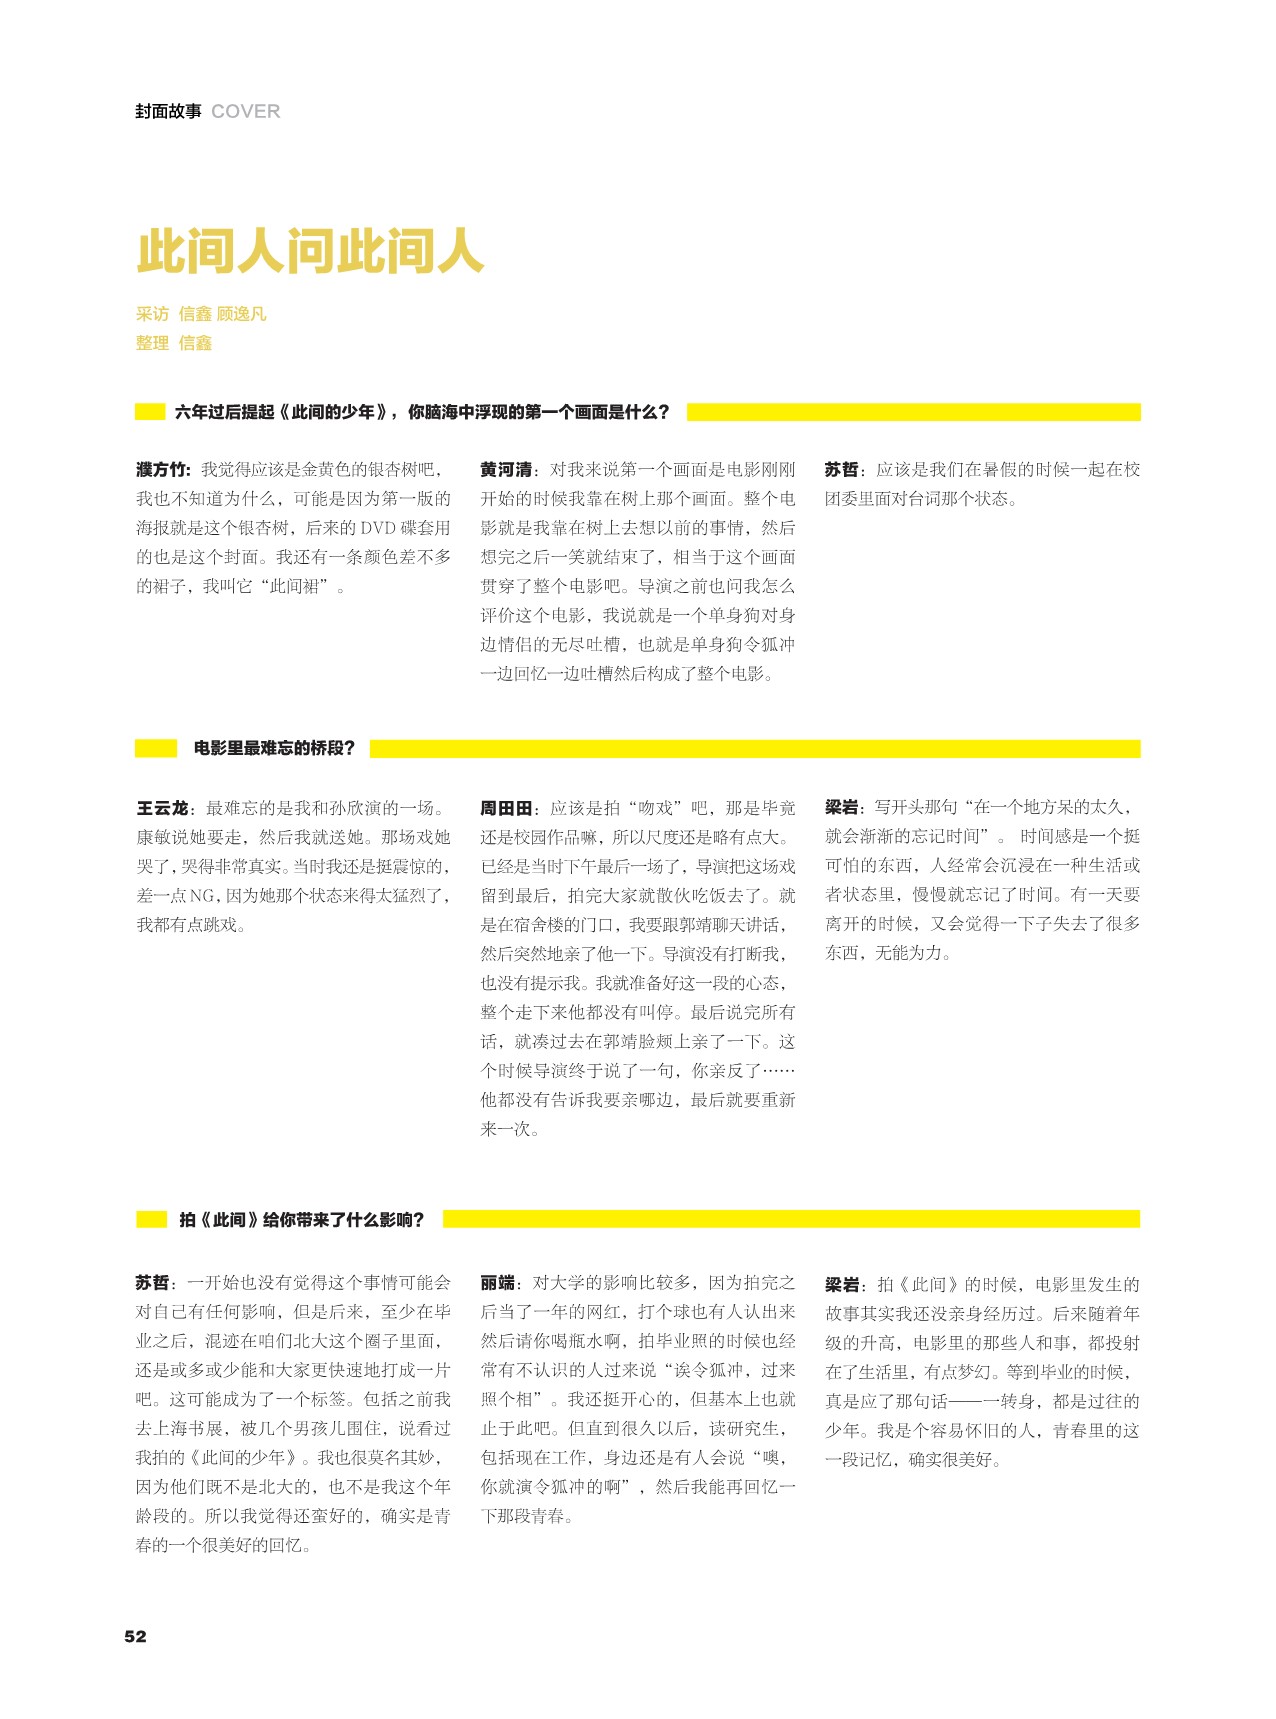 封面故事 COVER
此间人问此间人
采访 信鑫 顾逸凡
整理 信鑫
六年过后提起《此间的少年》，你脑海中浮现的第一个画面是什么？
濮方竹：我觉得应该是金黄色的银杏树吧，
我也不知道为什么，可能是因为第一版的
海报就是这个银杏树，后来的 DVD 碟套用
的也是这个封面。我还有一条颜色差不多
的裙子，我叫它“此间裙”。
黄河清：对我来说第一个画面是电影刚刚
开始的时候我靠在树上那个画面。整个电
影就是我靠在树上去想以前的事情，然后
想完之后一笑就结束了，相当于这个画面
贯穿了整个电影吧。导演之前也问我怎么
评价这个电影，我说就是一个单身狗对身
边情侣的无尽吐槽，也就是单身狗令狐冲
一边回忆一边吐槽然后构成了整个电影。
苏哲：应该是我们在暑假的时候一起在校
团委里面对台词那个状态。
电影里最难忘的桥段？
王云龙：最难忘的是我和孙欣演的一场。
康敏说她要走，然后我就送她。那场戏她
哭了，哭得非常真实。当时我还是挺震惊的，
差一点 NG，因为她那个状态来得太猛烈了，
我都有点跳戏。
周田田：应该是拍“吻戏”吧，那是毕竟
还是校园作品嘛，所以尺度还是略有点大。
已经是当时下午最后一场了，导演把这场戏
留到最后，拍完大家就散伙吃饭去了。就
是在宿舍楼的门口，我要跟郭靖聊天讲话，
然后突然地亲了他一下。导演没有打断我，
也没有提示我。我就准备好这一段的心态，
整个走下来他都没有叫停。最后说完所有
话，就凑过去在郭靖脸颊上亲了一下。这
个时候导演终于说了一句，你亲反了……
他都没有告诉我要亲哪边，最后就要重新
来一次。
梁岩：写开头那句“在一个地方呆的太久，
就会渐渐的忘记时间”。 时间感是一个挺
可怕的东西，人经常会沉浸在一种生活或
者状态里，慢慢就忘记了时间。有一天要
离开的时候，又会觉得一下子失去了很多
东西，无能为力。
拍《此间》给你带来了什么影响？
苏哲：一开始也没有觉得这个事情可能会
对自己有任何影响，但是后来，至少在毕
业之后，混迹在咱们北大这个圈子里面，
还是或多或少能和大家更快速地打成一片
吧。这可能成为了一个标签。包括之前我
去上海书展，被几个男孩儿围住，说看过
我拍的《此间的少年》。我也很莫名其妙，
因为他们既不是北大的，也不是我这个年
龄段的。所以我觉得还蛮好的，确实是青
春的一个很美好的回忆。
丽端：对大学的影响比较多，因为拍完之
后当了一年的网红，打个球也有人认出来
然后请你喝瓶水啊，拍毕业照的时候也经
常有不认识的人过来说“诶令狐冲，过来
照个相”。我还挺开心的，但基本上也就
止于此吧。但直到很久以后，读研究生，
包括现在工作，身边还是有人会说“噢，
你就演令狐冲的啊”，然后我能再回忆一
下那段青春。
梁岩：拍《此间》的时候，电影里发生的
故事其实我还没亲身经历过。后来随着年
级的升高，电影里的那些人和事，都投射
在了生活里，有点梦幻。等到毕业的时候，
真是应了那句话——一转身，都是过往的
少年。我是个容易怀旧的人，青春里的这
一段记忆，确实很美好。
52